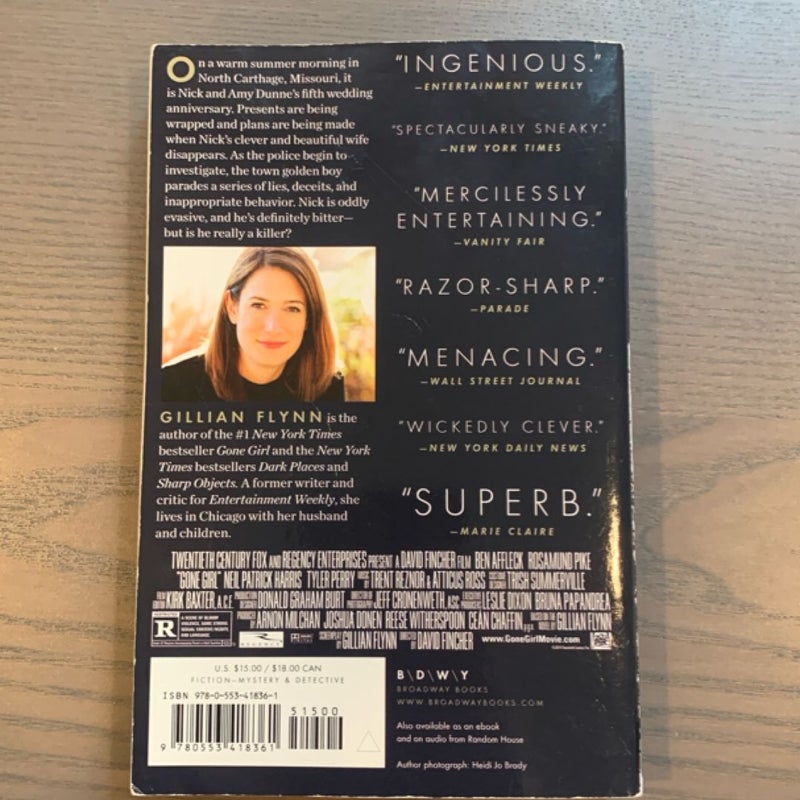 On a warm summer morning in
North Carthage, Missouri, it
is Nick and Amy Dunne's fifth wedding
anniversary. Presents are being
wrapped and plans are being made
when Nick's clever and beautiful wife
disappears. As the police begin to
investigate, the town golden boy
parades a series of lies, deceits, and
inappropriate behavior. Nick is oddly
evasive, and he's definitely bitter—
but is he really a killer?
GILLIAN FLYNN is the
author of the #1 New York Times
bestseller Gone Girl and the New York
Times bestsellers Dark Places and
Sharp Objects. A former writer and
critic for Entertainment Weekly, she
lives in Chicago with her husband
and children.
"INGENIOUS."
—ENTERTAINMENT WEEKLY
"SPECTACULARLY SNEAKY."
—NEW YORK TIMES
"MERCILESSLY
ENTERTAINING."
—VANITY FAIR
"RAZOR-SHARP."
—PARADE
"MENACING."
—WALL STREET JOURNAL
"WICKEDLY CLEVER."
—NEW YORK DAILY NEWS
"SUPERB."
—MARIE CLAIRE
TWENTIETH CENTURY FOX AND REGENCY ENTERPRISES PRESENT A DAVID FINCHER FILM BEN AFFLECK ROSAMUND PIKE
"GONE GIRL" NEIL PATRICK HARRIS TYLER PERRY TRENT REZNOR & ATTICUS ROSS TRISH SUMMERVILLE
KIRK BAXTER, A.C.E. DONALD GRAHAM BURT JEFF CRONENWETH, ASC LESLIE DIXON BRUNA PAPANDREA
ARNON MILCHAN JOSHUA DONEN REESE WITHERSPOON CEÁN CHAFFIN GILLIAN FLYNN
GILLIAN FLYNN DAVID FINCHER www.GoneGirlMovie.com
R
REGENCY
U.S. $15.00 / $18.00 CAN
FICTION—MYSTERY & DETECTIVE
ISBN 978-0-553-41836-1
51500
9 780553 418361
B\D\W\Y
BROADWAY BOOKS
WWW.BROADWAYBOOKS.COM
Also available as an ebook
and on audio from Random House
Author photograph: Heidi Jo Brady